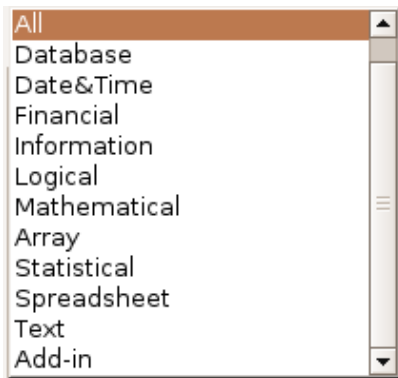 All
Database
Date&Time
Financial
Information
Logical
Mathematical
Array
Statistical
Spreadsheet
Text
Add-in